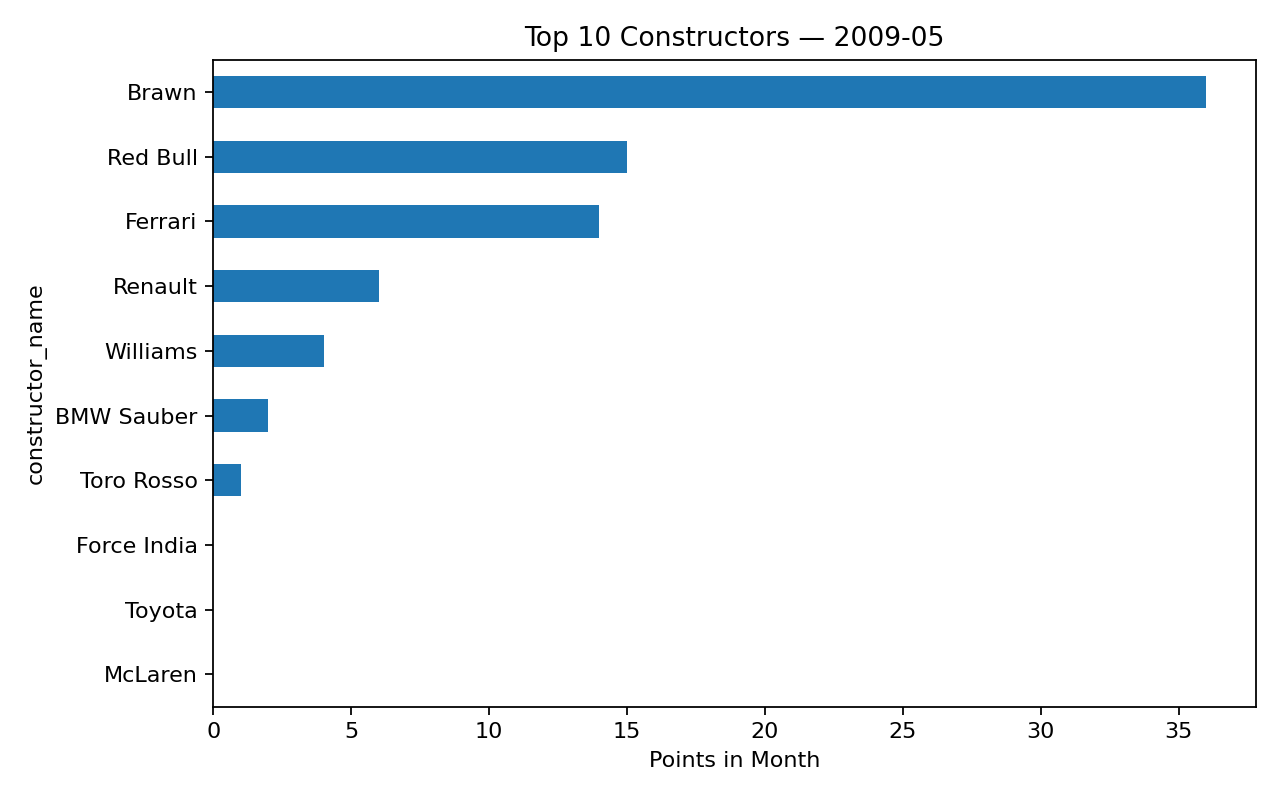 Top 10 Constructors — 2009-05
constructor_name
Brawn
Red Bull
Ferrari
Renault
Williams
BMW Sauber
Toro Rosso
Force India
Toyota
McLaren
0 5 10 15 20 25 30 35
Points in Month